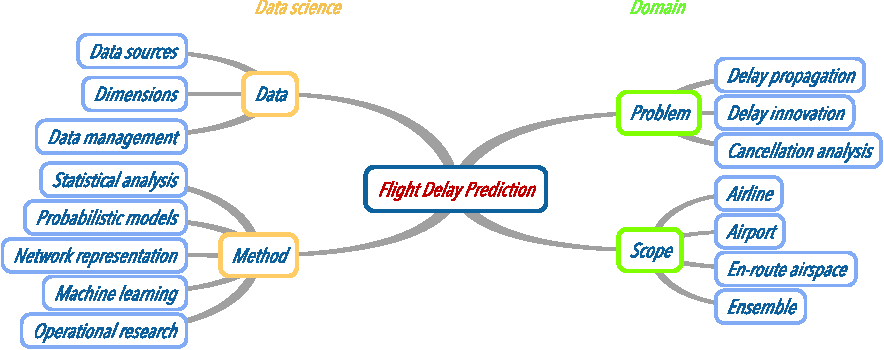 Data science
Domain
Data sources
Dimensions
Data management
Data
Statistical analysis
Probabilistic models
Network representation
Machine learning
Operational research
Method
Flight Delay Prediction
Problem
Delay propagation
Delay innovation
Cancellation analysis
Scope
Airline
Airport
En-route airspace
Ensemble